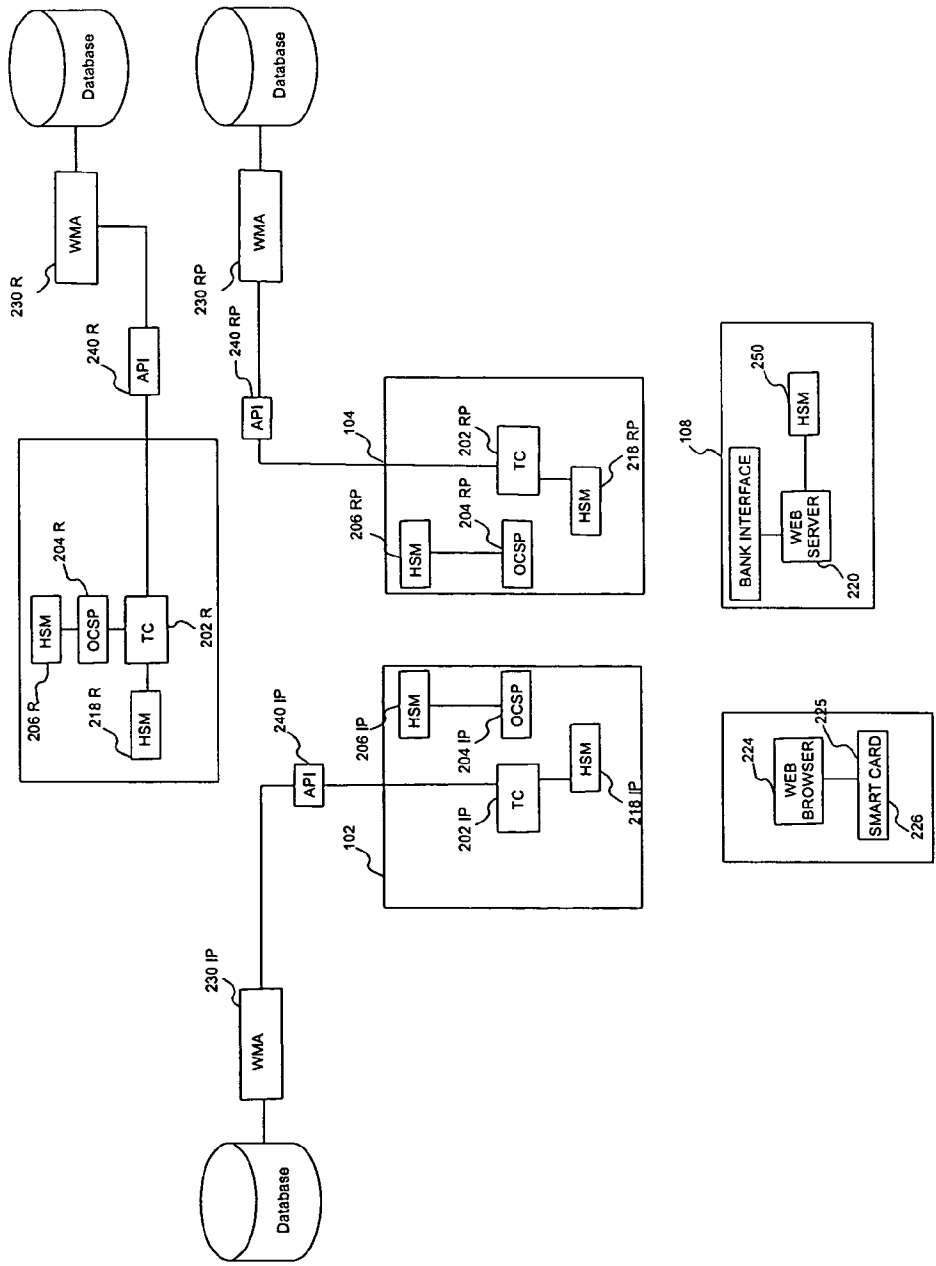 Database
WMA
230 R
240 R
API
204 R
206 R
HSM
OCSP
218 R
HSM
TC
202 R
Database
WMA
230 RP
240 RP
API
104
206 RP
HSM
202 RP
TC
204 RP
OCSP
218 RP
HSM
Database
WMA
230 IP
240 IP
API
102
206 IP
HSM
204 IP
OCSP
202 IP
TC
218 IP
HSM
108
BANK INTERFACE
250
HSM
WEB
SERVER
220
224
WEB
BROWSER
225
SMART CARD
226